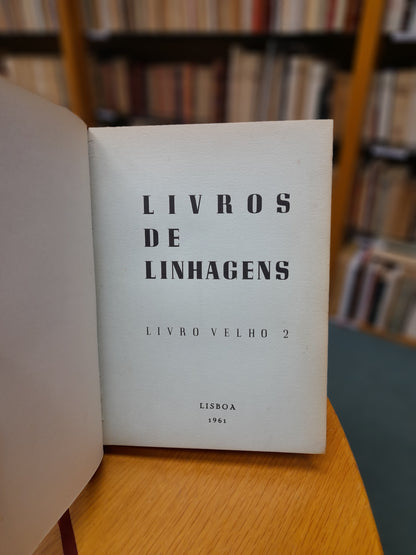 LIVROS
DE
LINHAGENS
LIVRO VELHO 2
LISBOA
1961